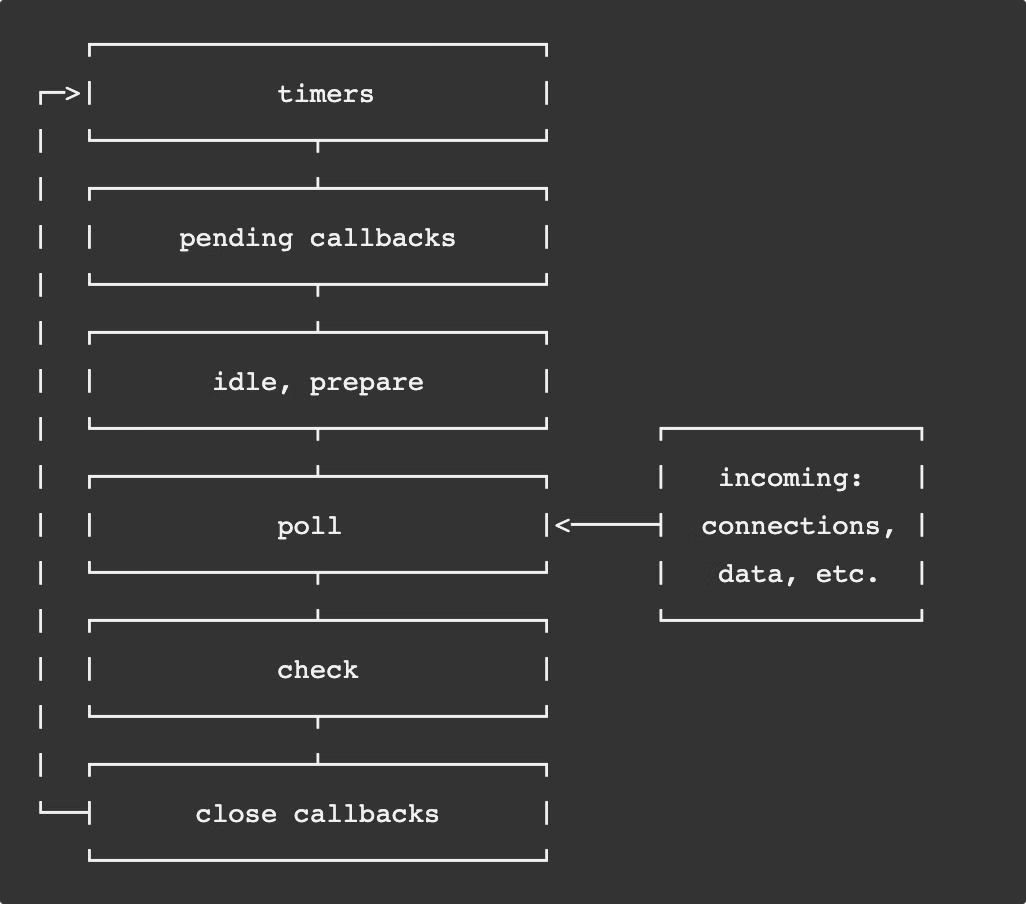 timers
pending callbacks
idle, prepare
incoming:
poll
connections,
data, etc.
check
close callbacks